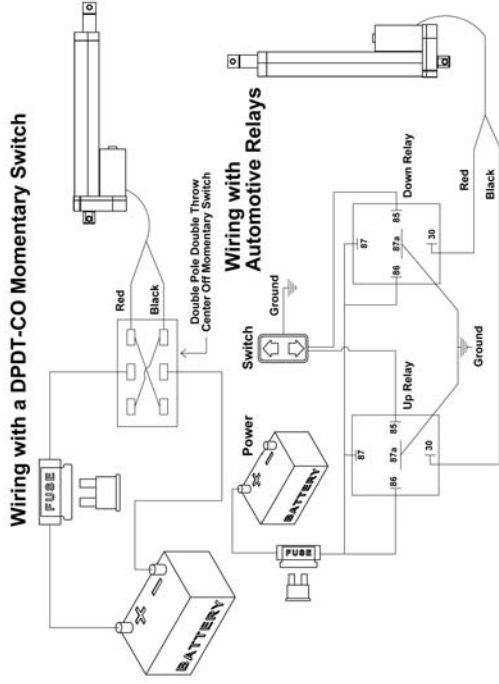 Wiring with a DPDT-CO Momentary Switch
FUSE
+
-
BATTERY
Red
Black
Double Pole Double Throw
Center Off Momentary Switch
Wiring with
Automotive Relays
Power
+
-
BATTERY
FUSE
Switch
Ground
Up Relay
87
86
87a
85
30
Down Relay
87
86
87a
85
30
Ground
Red
Black